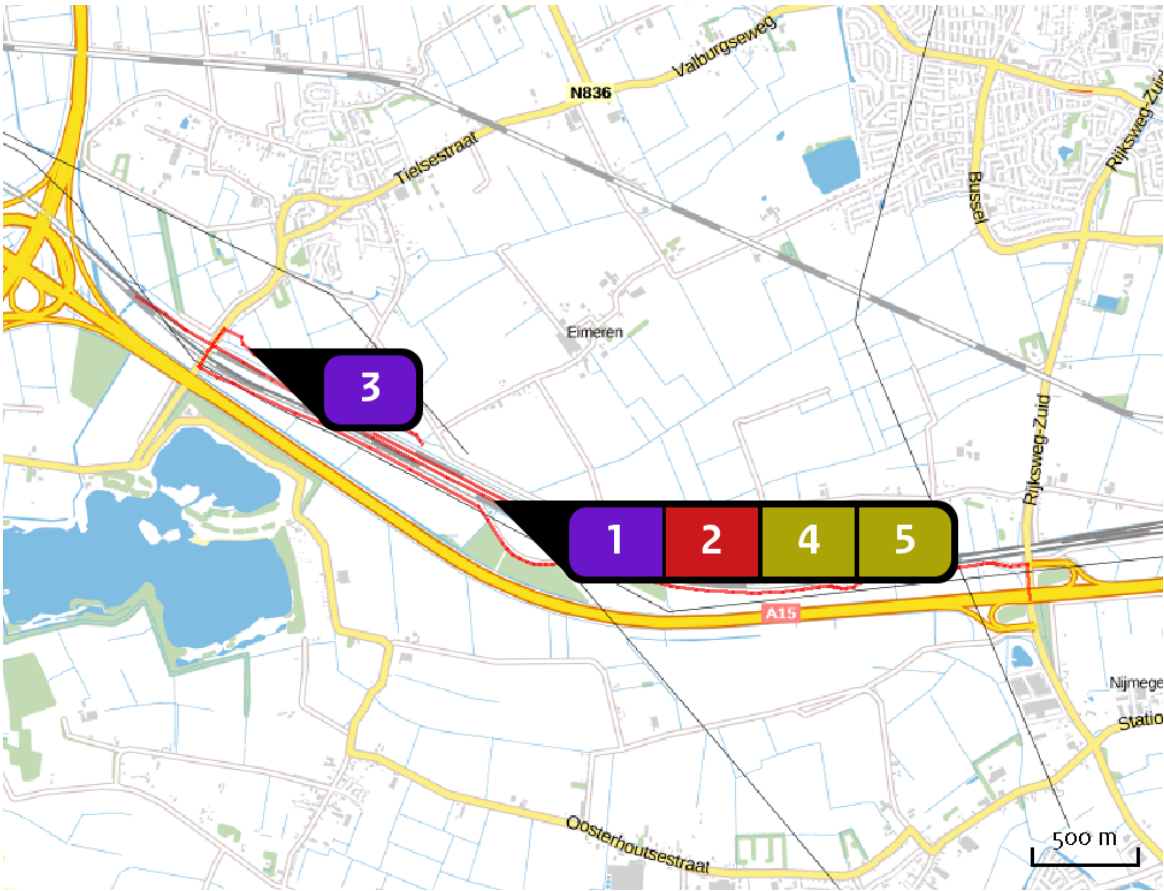 Valburgseweg
N836
Rijksweg-Zuid
Tielsestraat
Bussel
Eimeren
3
Rijksweg-Zuid
1 2 4 5
A15
Nijmege
Statio
Oosterhoutsestraat
500 m